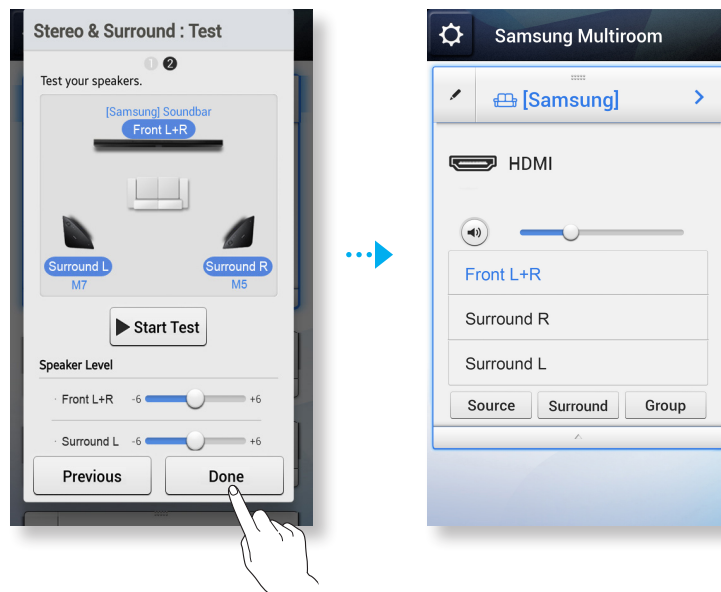 Stereo & Surround : Test
1 2
Test your speakers.
[Samsung] Soundbar
Front L+R
Surround L
Surround R
M7
M5
Start Test
Speaker Level
· Front L+R -6 +6
· Surround L -6 +6
Previous
Done
Samsung Multiroom
[Samsung]
HDMI
Front L+R
Surround R
Surround L
Source
Surround
Group